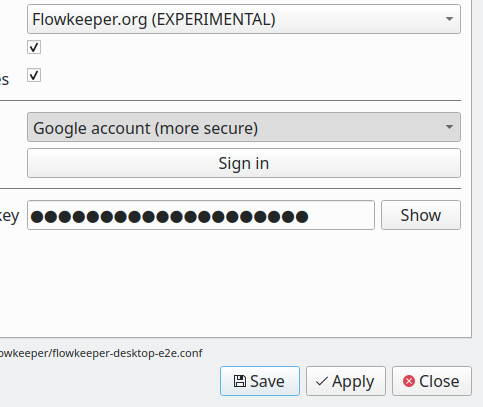 Flowkeeper.org (EXPERIMENTAL)
Google account (more secure)
Sign in
key ●●●●●●●●●●●●●●●●●●●● Show
owkeeper/flowkeeper-desktop-e2e.conf
Save Apply Close